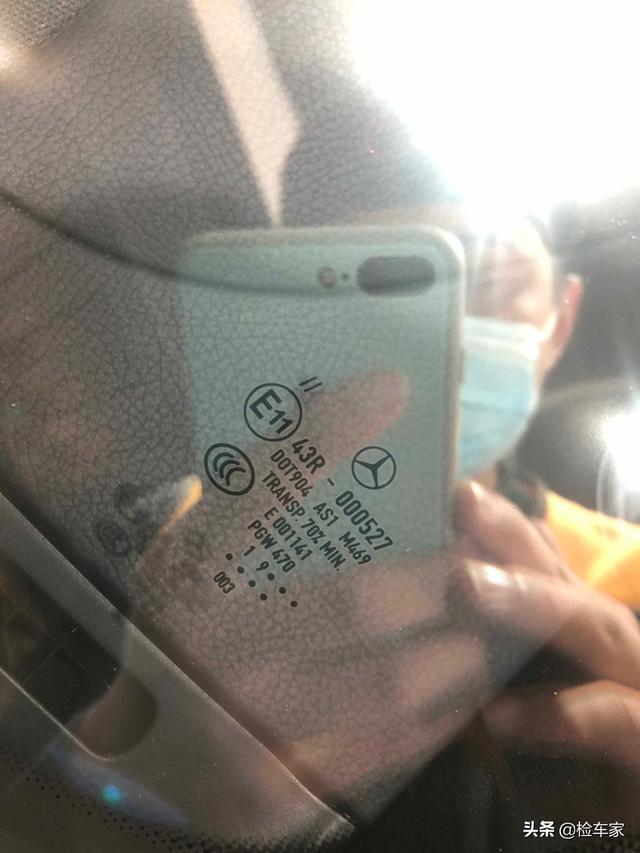 //
E11 43R - 000527
DOT904 AS1 M469
TRANSP. 70% MIN.
E 001141
PGW 470
• 1 9 • • •
• • • •
003
头条 @检车家